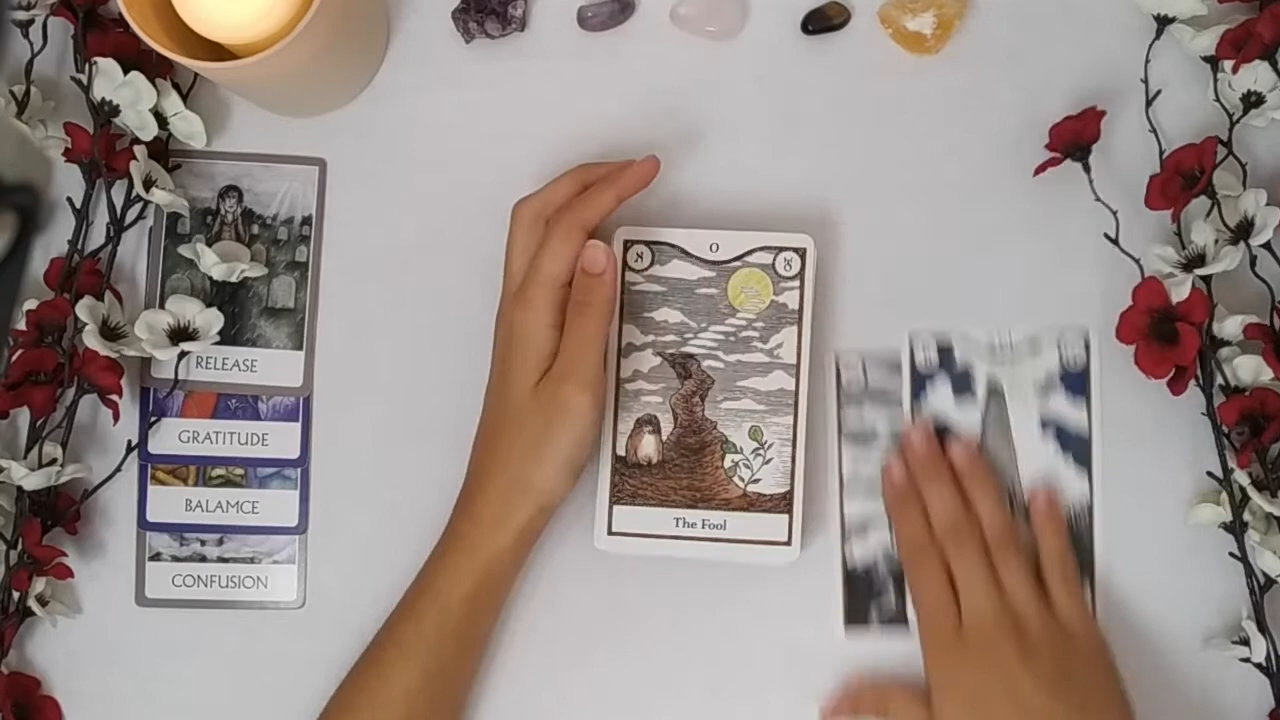 RELEASE
GRATITUDE
BALAMCE
CONFUSION
0
The Fool